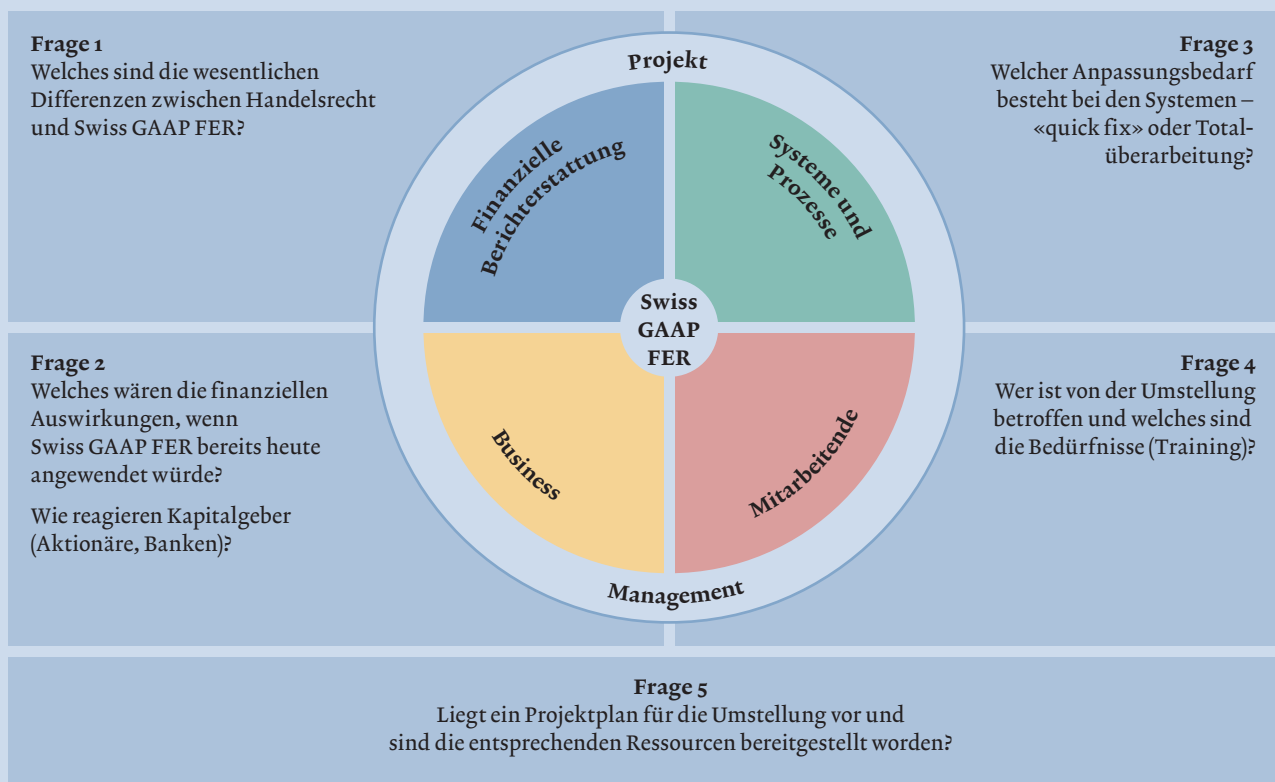 Frage 1
Welches sind die wesentlichen
Differenzen zwischen Handelsrecht
und Swiss GAAP FER?
Frage 3
Welcher Anpassungsbedarf
besteht bei den Systemen –
«quick fix» oder Total-
überarbeitung?
Projekt
Finanzielle
Berichterstattung
Systeme und
Prozesse
Swiss
GAAP
FER
Frage 2
Welches wären die finanziellen
Auswirkungen, wenn
Swiss GAAP FER bereits heute
angewendet würde?
Wie reagieren Kapitalgeber
(Aktionäre, Banken)?
Business
Mitarbeitende
Management
Frage 4
Wer ist von der Umstellung
betroffen und welches sind
die Bedürfnisse (Training)?
Frage 5
Liegt ein Projektplan für die Umstellung vor und
sind die entsprechenden Ressourcen bereitgestellt worden?